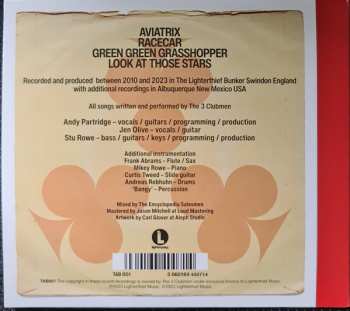 AVIATRIX
RACECAR
GREEN GREEN GRASSHOPPER
LOOK AT THOSE STARS
Recorded and produced between 2010 and 2023 in The Lighterthief Bunker Swindon England
with additional recordings in Albuquerque New Mexico USA
All songs written and performed by The 3 Clubmen
Andy Partridge - vocals / guitars / programming / production
Jen Olive - vocals / guitar
Stu Rowe - bass / guitars / keys / programming / production
Additional instrumentation
Frank Abrams - Flute / Sax
Mikey Rowe - Piano
Curtis Tweed - Slide guitar
Andreas Rebhuhn - Drums
'Bangy' - Percussion
Mixed by The Encyclopedia Salesmen
Mastered by Jason Mitchell at Loud Mastering
Artwork by Carl Glover at Aleph Studio
L
TAB 001